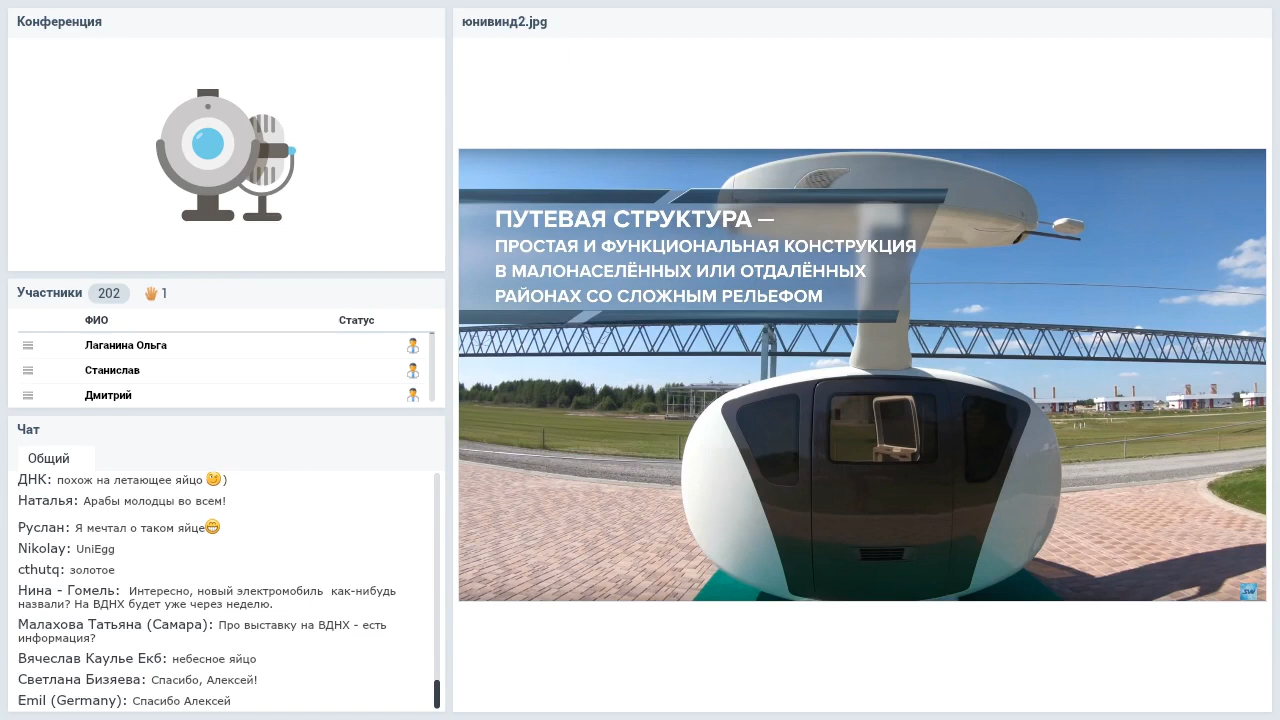 Конференция
Участники 202 1
ФИО Статус
Лаганина Ольга
Станислав
Дмитрий
Чат
Общий
ДНК: похож на летающее яйцо )
Наталья: Арабы молодцы во всем!
Руслан: Я мечтал о таком яйце
Nikolay: UniEgg
cthutq: золотое
Нина - Гомель: Интересно, новый электромобиль как-нибудь
назвали? На ВДНХ будет уже через неделю.
Малахова Татьяна (Самара): Про выставку на ВДНХ - есть
информация?
Вячеслав Каулье Екб: небесное яйцо
Светлана Бизяева: Спасибо, Алексей!
Emil (Germany): Спасибо Алексей
юнивинд2.jpg
ПУТЕВАЯ СТРУКТУРА —
ПРОСТАЯ И ФУНКЦИОНАЛЬНАЯ КОНСТРУКЦИЯ
В МАЛОНАСЕЛЁННЫХ ИЛИ ОТДАЛЁННЫХ
РАЙОНАХ СО СЛОЖНЫМ РЕЛЬЕФОМ
SW